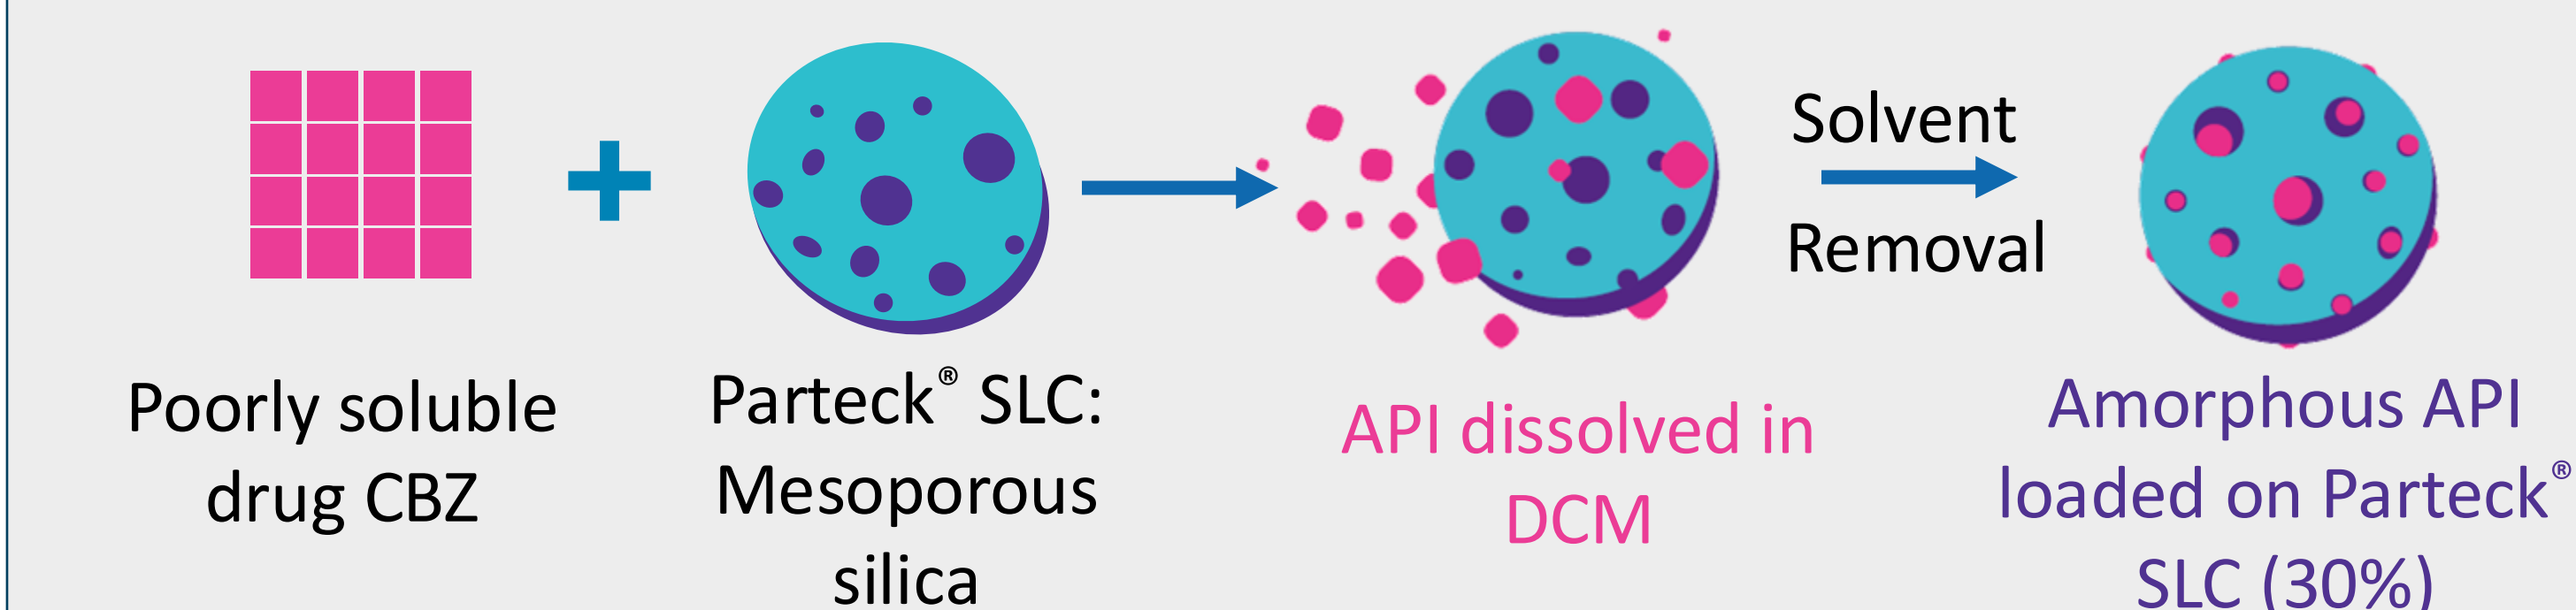 Poorly soluble
drug CBZ
Parteck® SLC:
Mesoporous
silica
API dissolved in
DCM
Solvent
Removal
Amorphous API
loaded on Parteck®
SLC (30%)